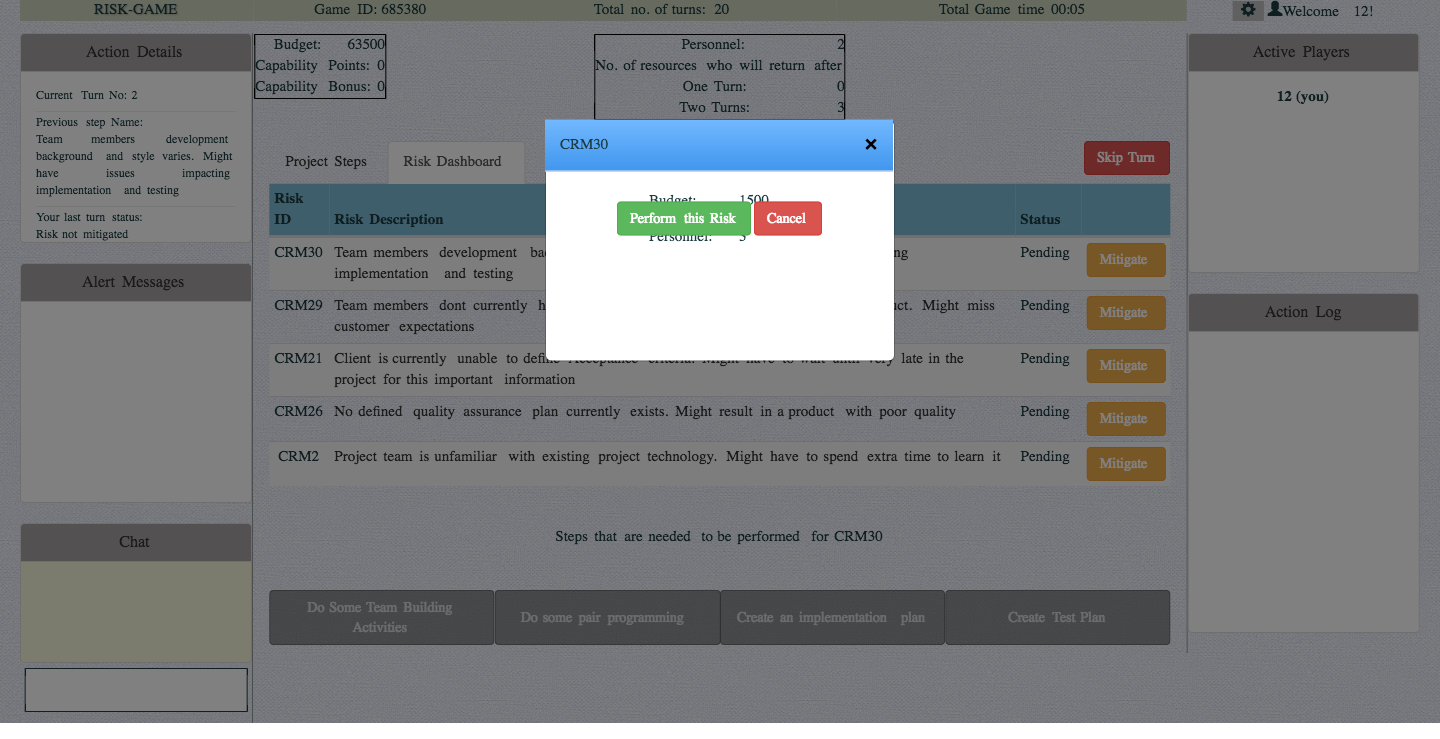 RISK-GAME Game ID: 685380 Total no. of turns: 20 Total Game time 00:05 Welcome 12!
Action Details
Current Turn No: 2
Previous step Name:
Team members development
background and style varies. Might
have issues impacting
implementation and testing
Your last turn status:
Risk not mitigated
Alert Messages
Chat
Budget: 63500
Capability Points: 0
Capability Bonus: 0
Personnel: 2
No. of resources who will return after
One Turn: 0
Two Turns: 3
CRM30 ×
Budget: 1500
Perform this Risk Cancel
Personnel: 3
Project Steps Risk Dashboard Skip Turn
Risk
ID Risk Description Status
CRM30 Team members development Pending Mitigate
implementation and testing
CRM29 Team members dont currently Might miss Pending Mitigate
customer expectations
CRM21 Client is currently unable to define Acceptance criteria. Might have to wait until very late in the Pending Mitigate
project for this important information
CRM26 No defined quality assurance plan currently exists. Might result in a product with poor quality Pending Mitigate
CRM2 Project team is unfamiliar with existing project technology. Might have to spend extra time to learn it Pending Mitigate
Steps that are needed to be performed for CRM30
Do Some Team Building
Activities
Do some pair programming
Create an implementation plan
Create Test Plan
Active Players
12 (you)
Action Log